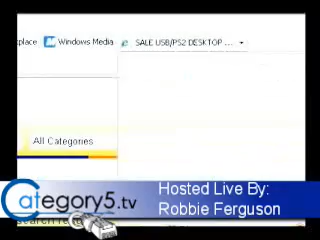 place Windows Media SALE USB/PS2 DESKTOP ...
All Categories
Category5.tv
Hosted Live By:
Robbie Ferguson